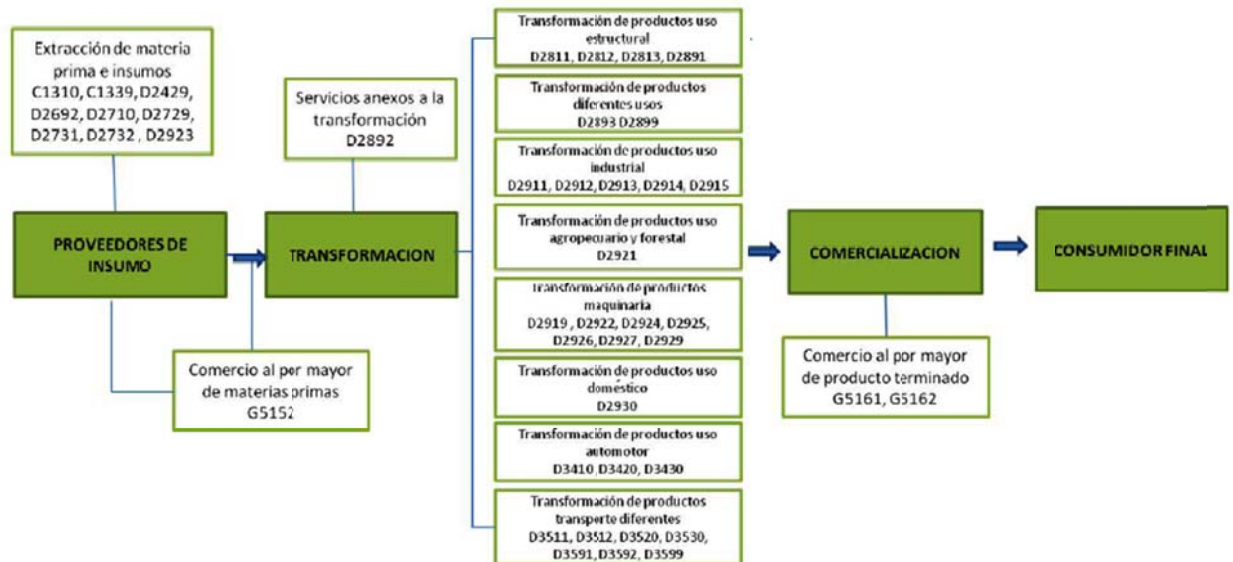 Extracción de materia
prima e insumos
C1310, C1339, D2429,
D2692, D2710, D2729,
D2731, D2732 , D2923
PROVEEDORES DE
INSUMO
Comercio al por mayor
de materias primas
G5152
Servicios anexos a la
transformación
D2892
TRANSFORMACION
Transformación de productos uso
estructural
D2811, D2812, D2813, D2891
Transformación de productos
diferentes usos
D2893 D2899
Transformación de productos uso
industrial
D2911, D2912, D2913, D2914, D2915
Transformación de productos uso
agropecuario y forestal
D2921
Transformación de productos
maquinaria
D2919 , D2922, D2924, D2925,
D2926, D2927, D2929
Transformación de productos uso
doméstico
D2930
Transformación de productos uso
automotor
D3410, D3420, D3430
Transformación de productos
transporte diferentes
D3511, D3512, D3520, D3530,
D3591, D3592, D3599
COMERCIALIZACION
Comercio al por mayor
de producto terminado
G5161, G5162
CONSUMIDOR FINAL